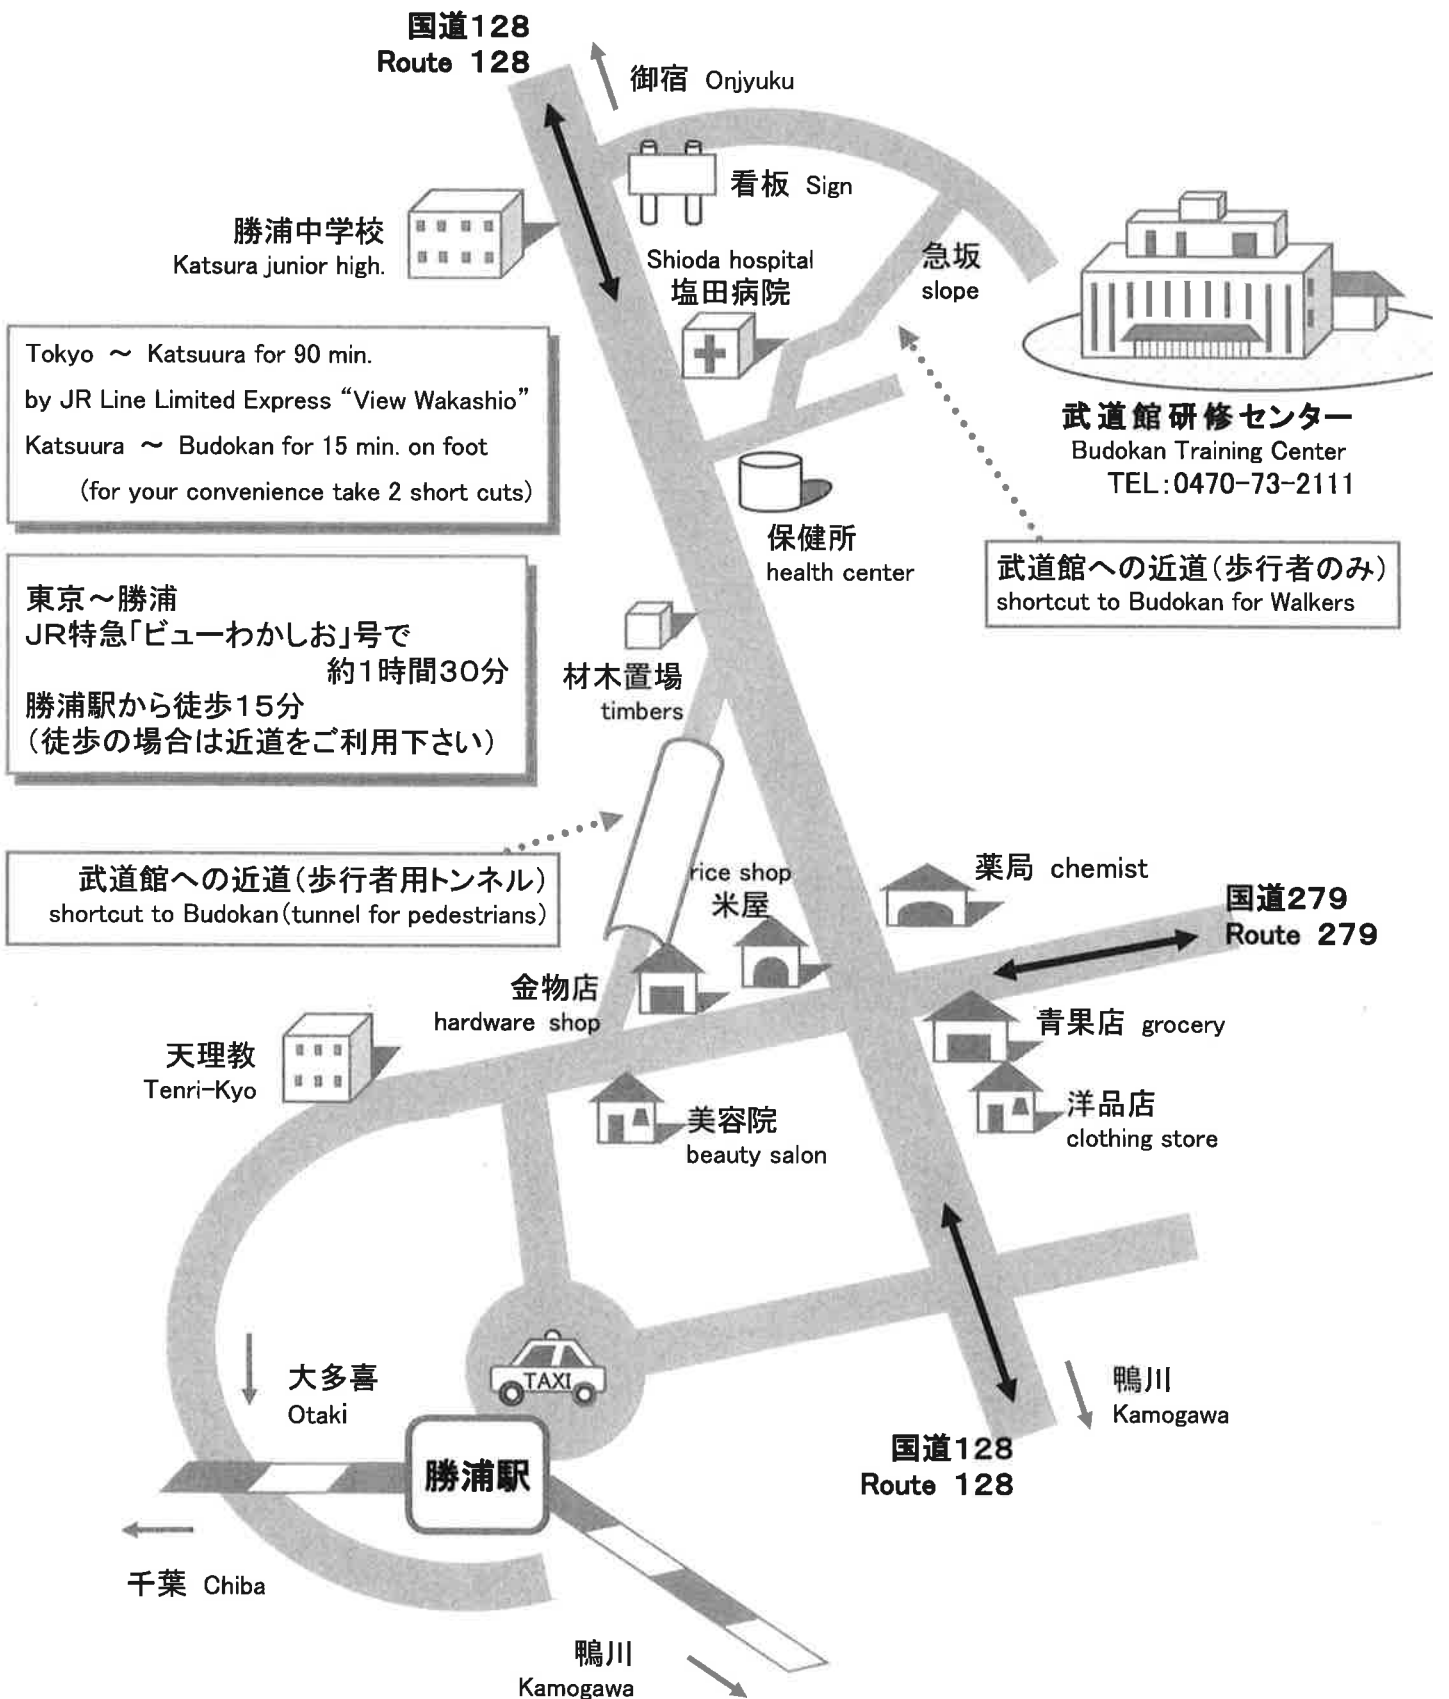 国道128
Route 128
御宿 Onjyuku
看板 Sign
勝浦中学校
Katsura junior high.
Shioda hospital
塩田病院
急坂
slope
Tokyo ～ Katsuura for 90 min.
by JR Line Limited Express “View Wakashio”
Katsuura ～ Budokan for 15 min. on foot
(for your convenience take 2 short cuts)
武道館研修センター
Budokan Training Center
TEL:0470-73-2111
保健所
health center
武道館への近道(歩行者のみ)
shortcut to Budokan for Walkers
東京～勝浦
JR特急「ビューわかしお」号で
約1時間30分
勝浦駅から徒歩15分
(徒歩の場合は近道をご利用下さい)
材木置場
timbers
武道館への近道(歩行者用トンネル)
shortcut to Budokan(tunnel for pedestrians)
rice shop
米屋
薬局 chemist
国道279
Route 279
金物店
hardware shop
青果店 grocery
天理教
Tenri-Kyo
美容院
beauty salon
洋品店
clothing store
TAXI
大多喜
Otaki
鴨川
Kamogawa
国道128
Route 128
勝浦駅
千葉 Chiba
鴨川
Kamogawa